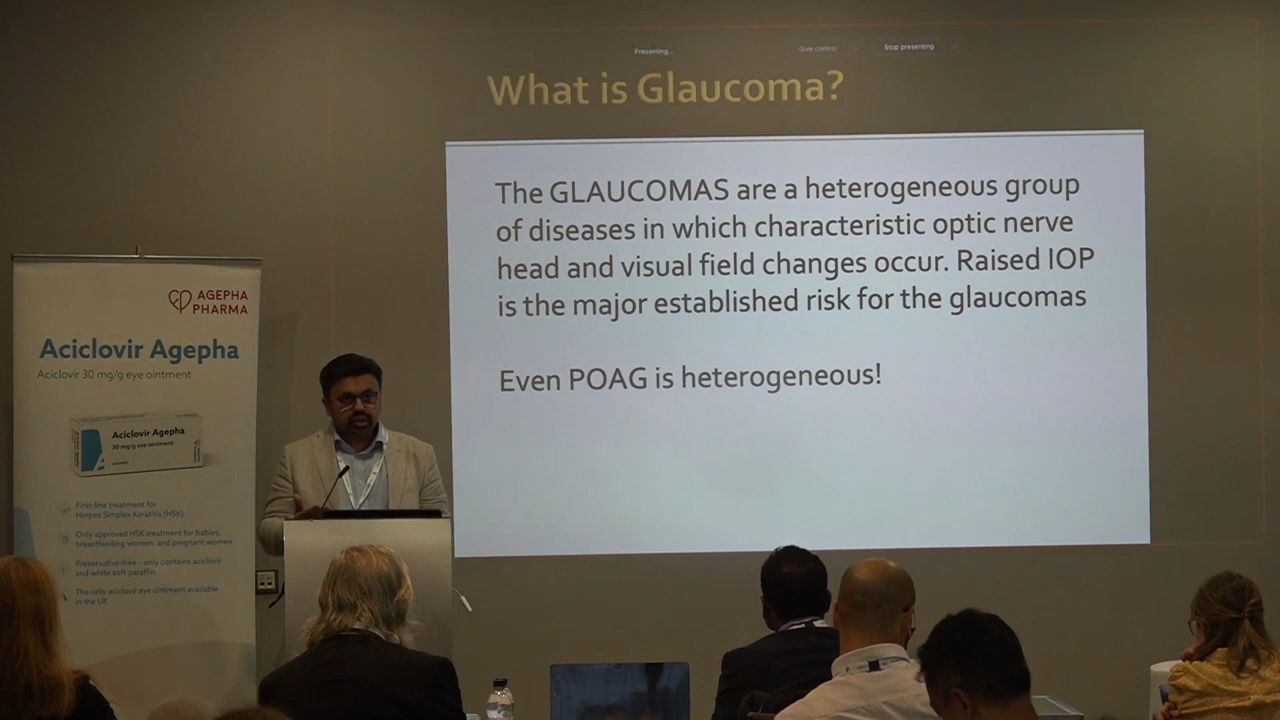 Presenting...
Give control
Stop presenting
What is Glaucoma?
The GLAUCOMAS are a heterogeneous group
of diseases in which characteristic optic nerve
head and visual field changes occur. Raised IOP
is the major established risk for the glaucomas
Even POAG is heterogeneous!
AGEPHA
PHARMA
Aciclovir Agepha
Aciclovir 30 mg/g eye ointment
Aciclovir Agepha
30 mg/g eye ointment
First-line treatment for
Herpes Simplex Keratitis (HSK)
Only approved HSK treatment for babies,
breastfeeding women, and pregnant women
Preservative-free – only contains aciclovir
and white soft paraffin
The only aciclovir eye ointment available
in the UK